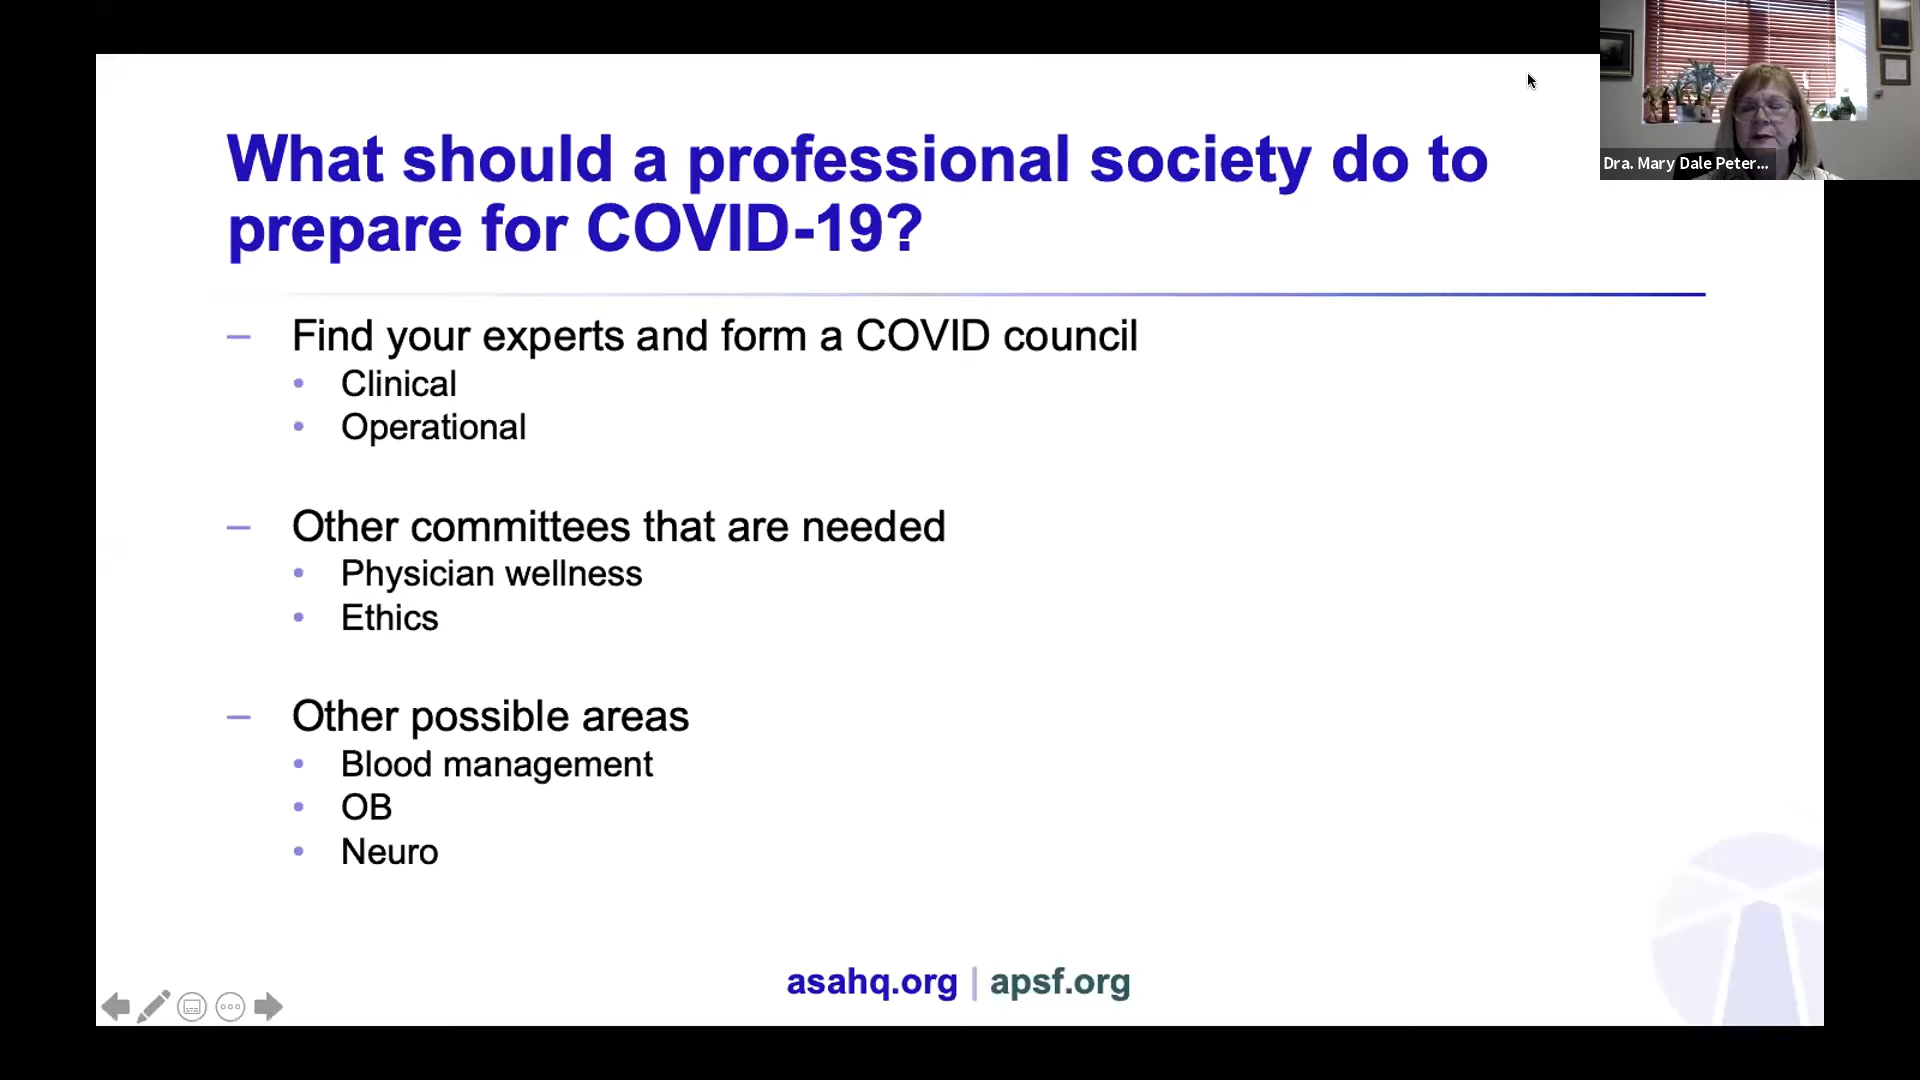 What should a professional society do to
prepare for COVID-19?
– Find your experts and form a COVID council
• Clinical
• Operational
– Other committees that are needed
• Physician wellness
• Ethics
– Other possible areas
• Blood management
• OB
• Neuro
asahq.org | apsf.org
Dra. Mary Dale Peter...